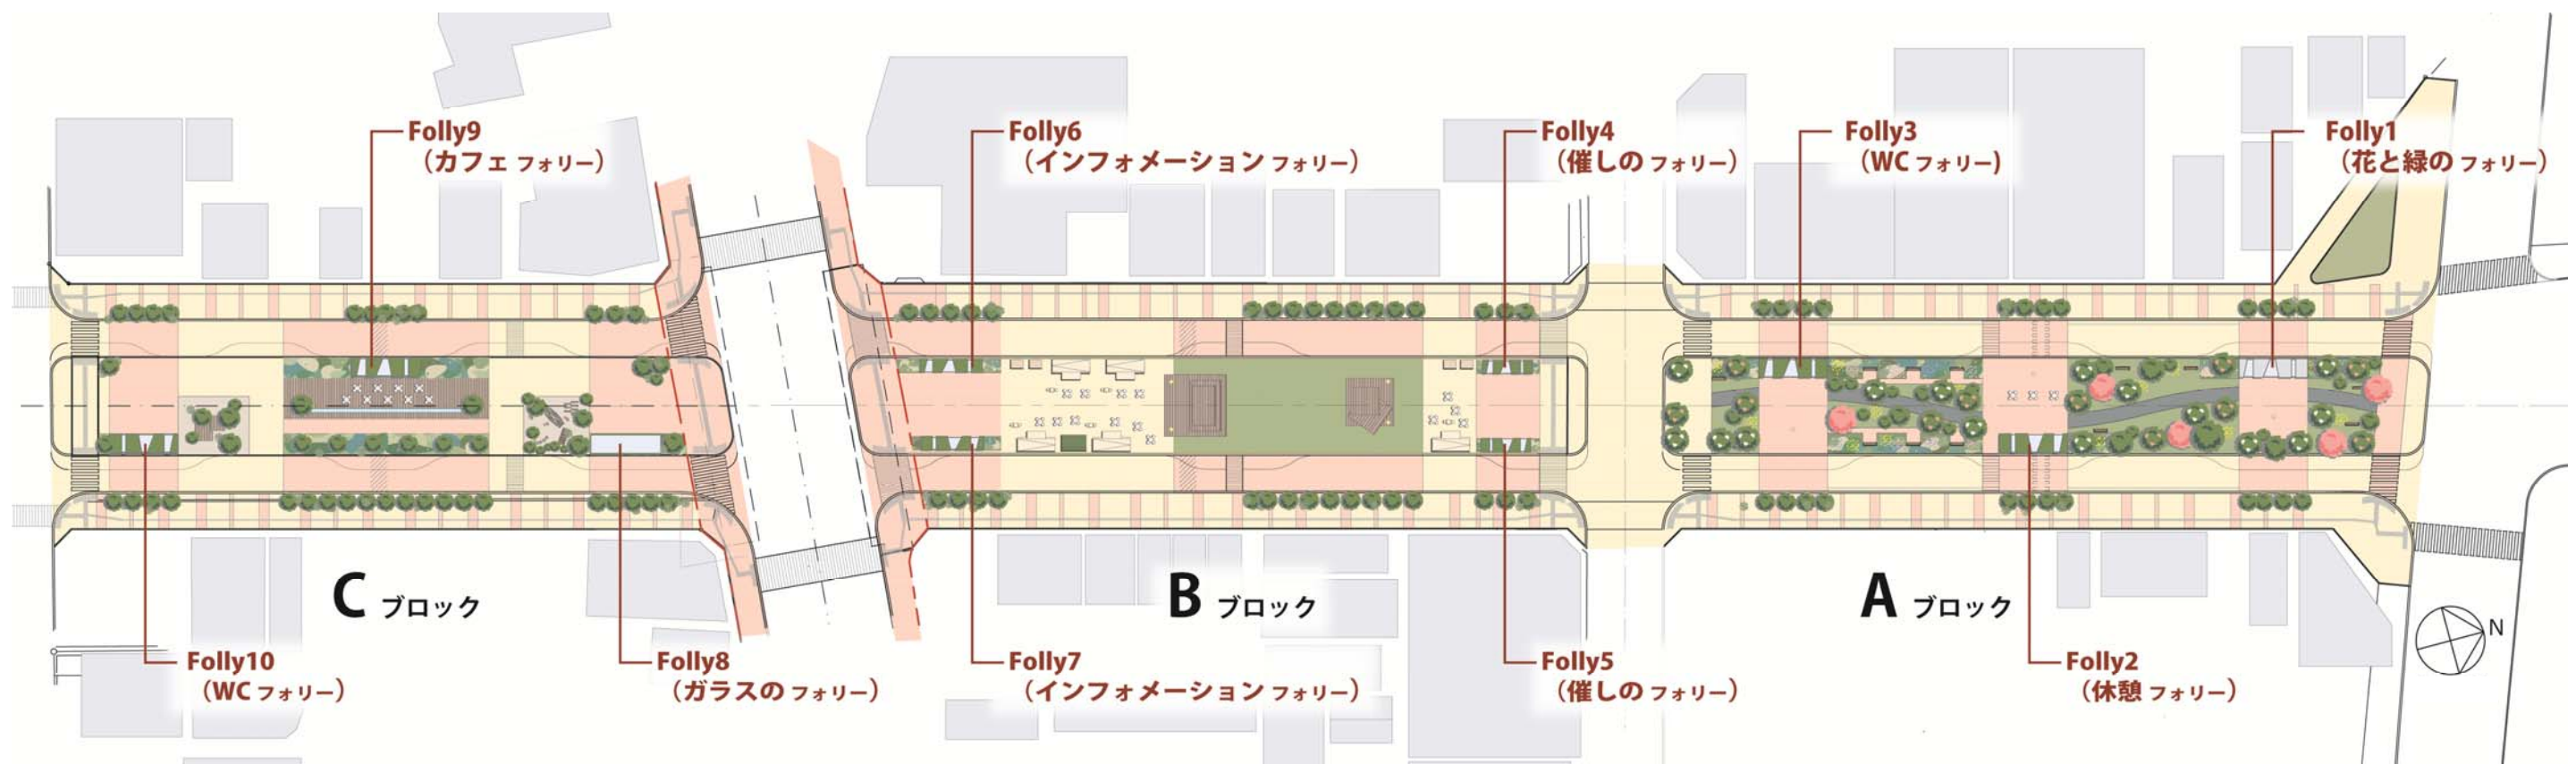 Folly9
（カフェ フォリー）
Folly6
（インフォメーション フォリー）
Folly4
（催しの フォリー）
Folly3
（WC フォリー）
Folly1
（花と緑の フォリー）
C ブロック
B ブロック
A ブロック
N
Folly10
（WC フォリー）
Folly8
（ガラスの フォリー）
Folly7
（インフォメーション フォリー）
Folly5
（催しの フォリー）
Folly2
（休憩 フォリー）